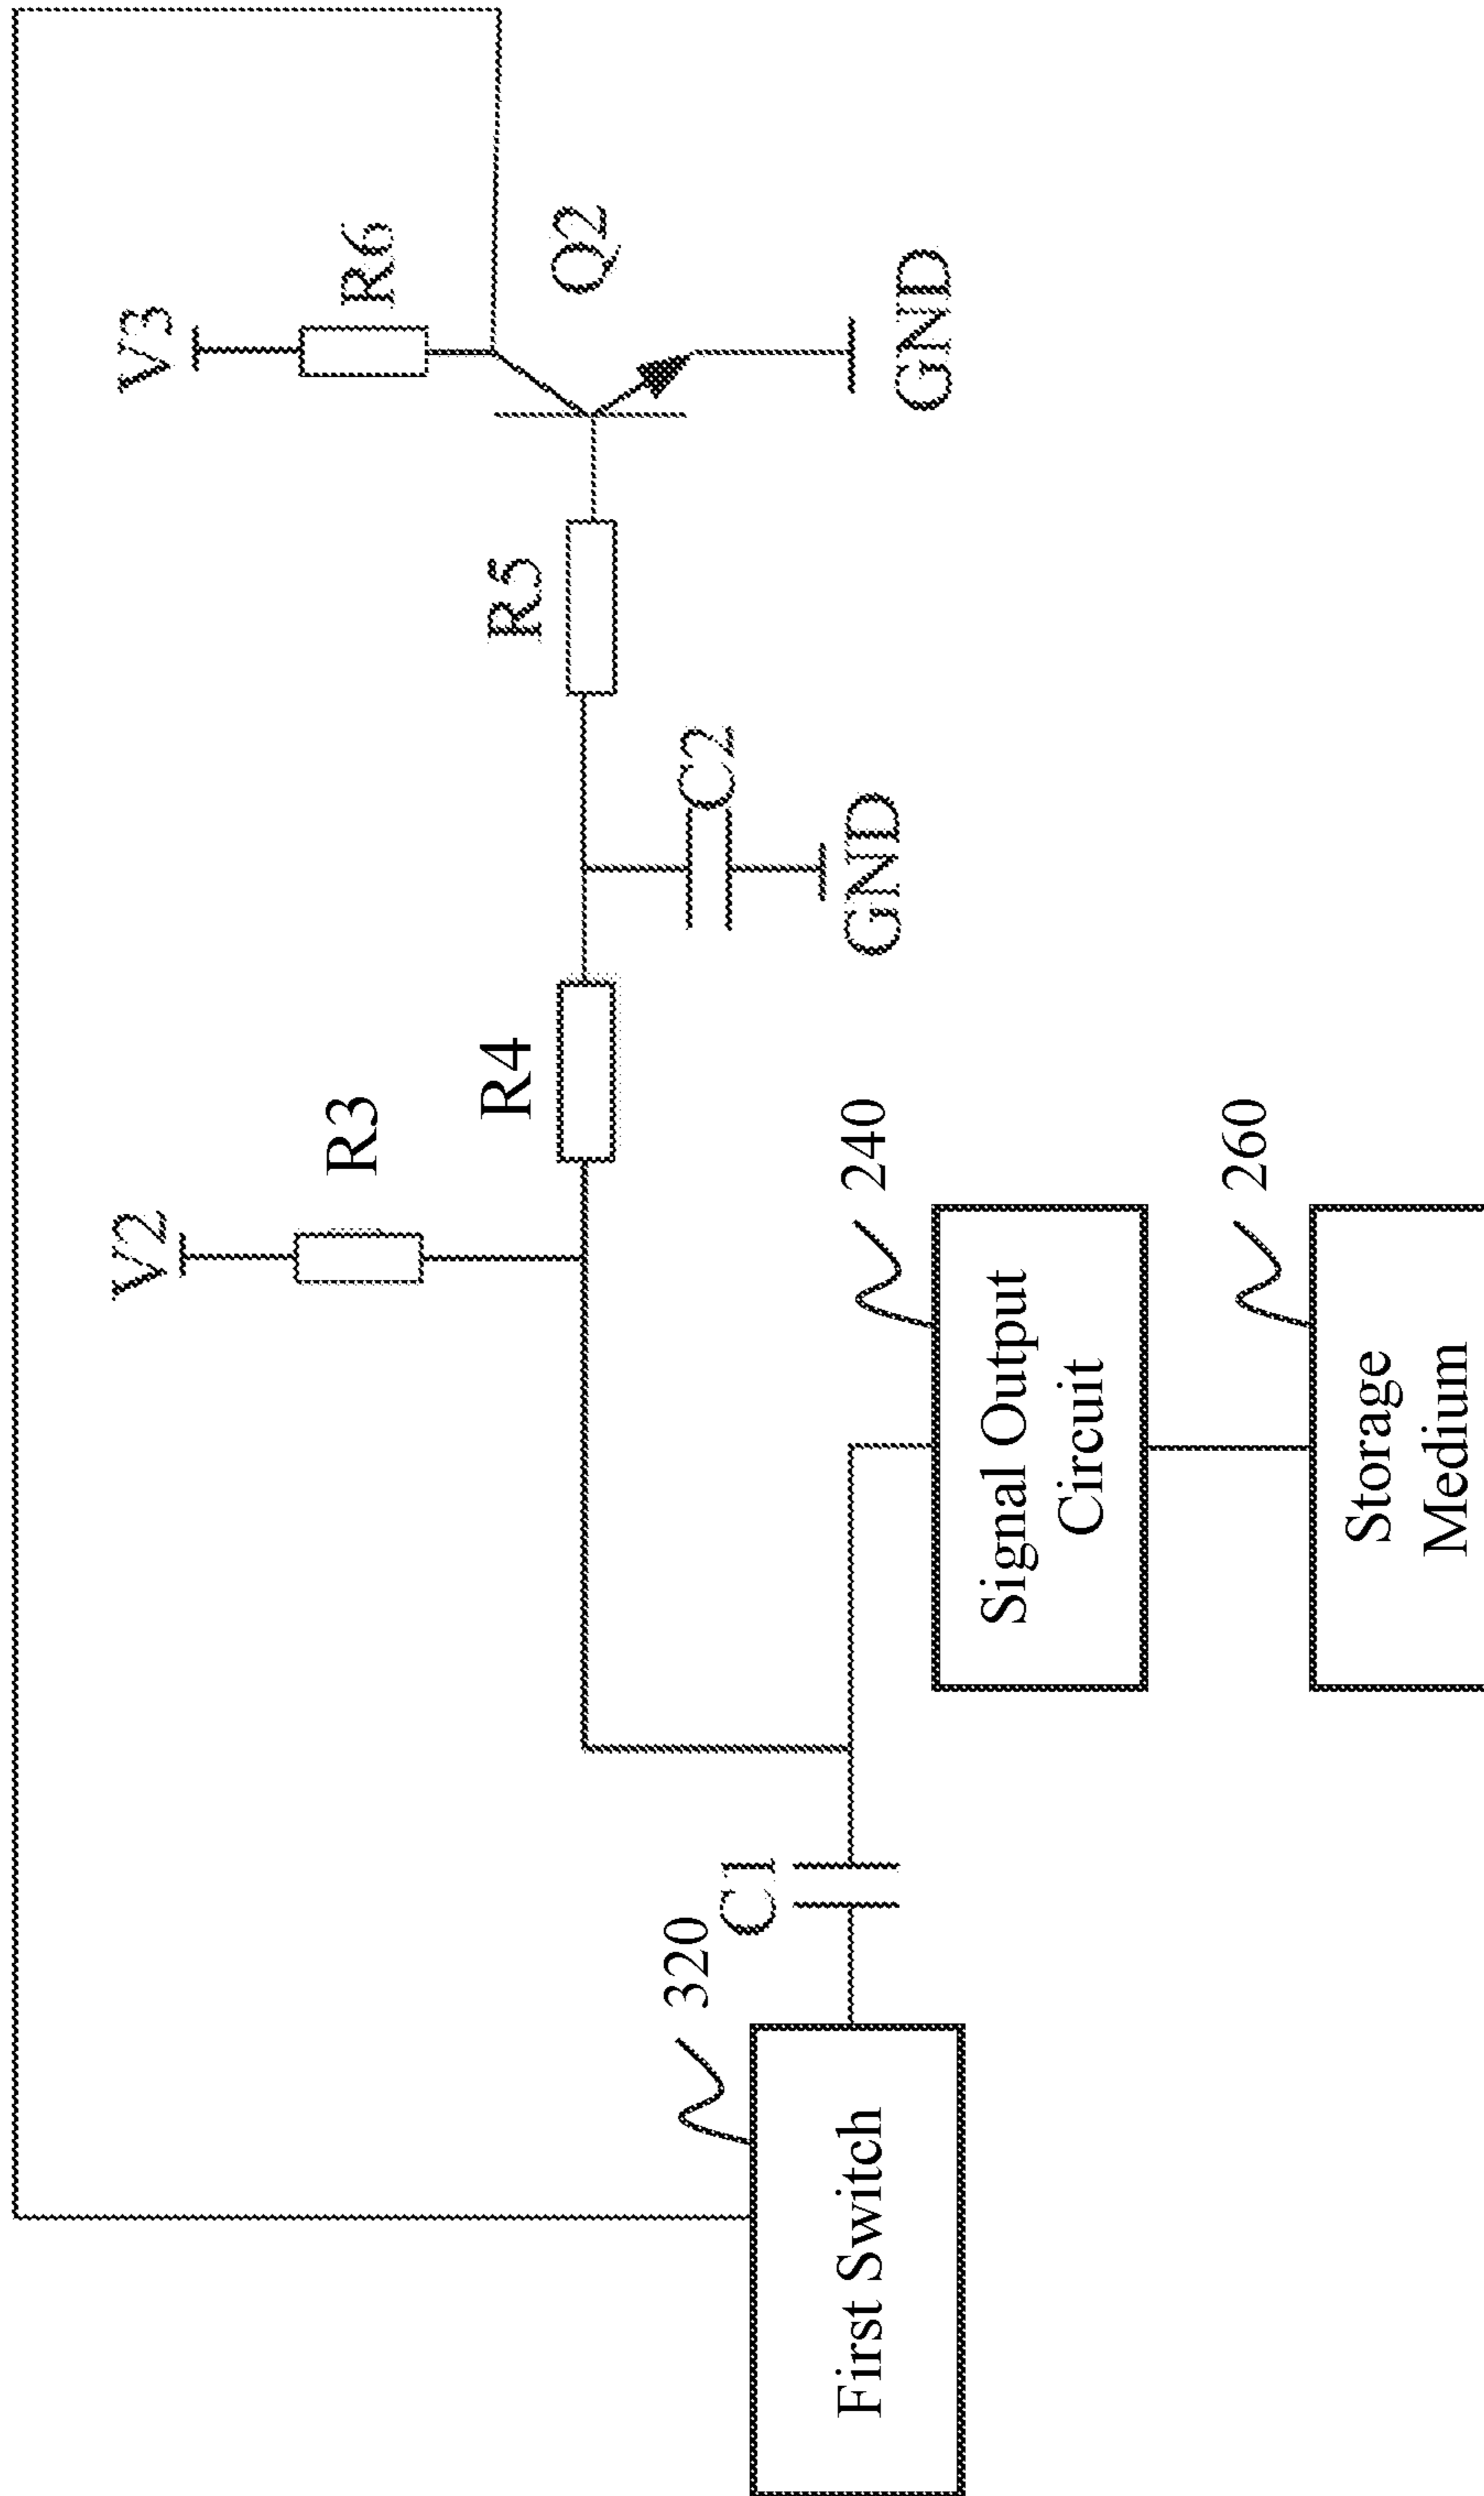 V2
V3
R3
R6
R4
R5
Q2
C2
GND
GND
320
C1
240
First Switch
Signal Output
Circuit
260
Storage
Medium